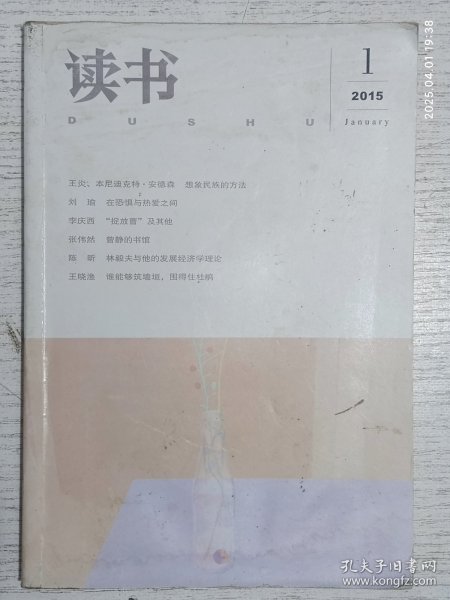 读书
DUSHU
1
2015
January
王炎、本尼迪克特·安德森 想象民族的方法
刘 瑜 在恐惧与热爱之间
李庆西 “捉放曹”及其他
张伟然 曾静的书馆
陈 昕 林毅夫与他的发展经济学理论
王晓渔 谁能够筑墙垣,围得住杜鹃
2025.04.01 19:38
孔夫子旧书网
www.kongfz.com